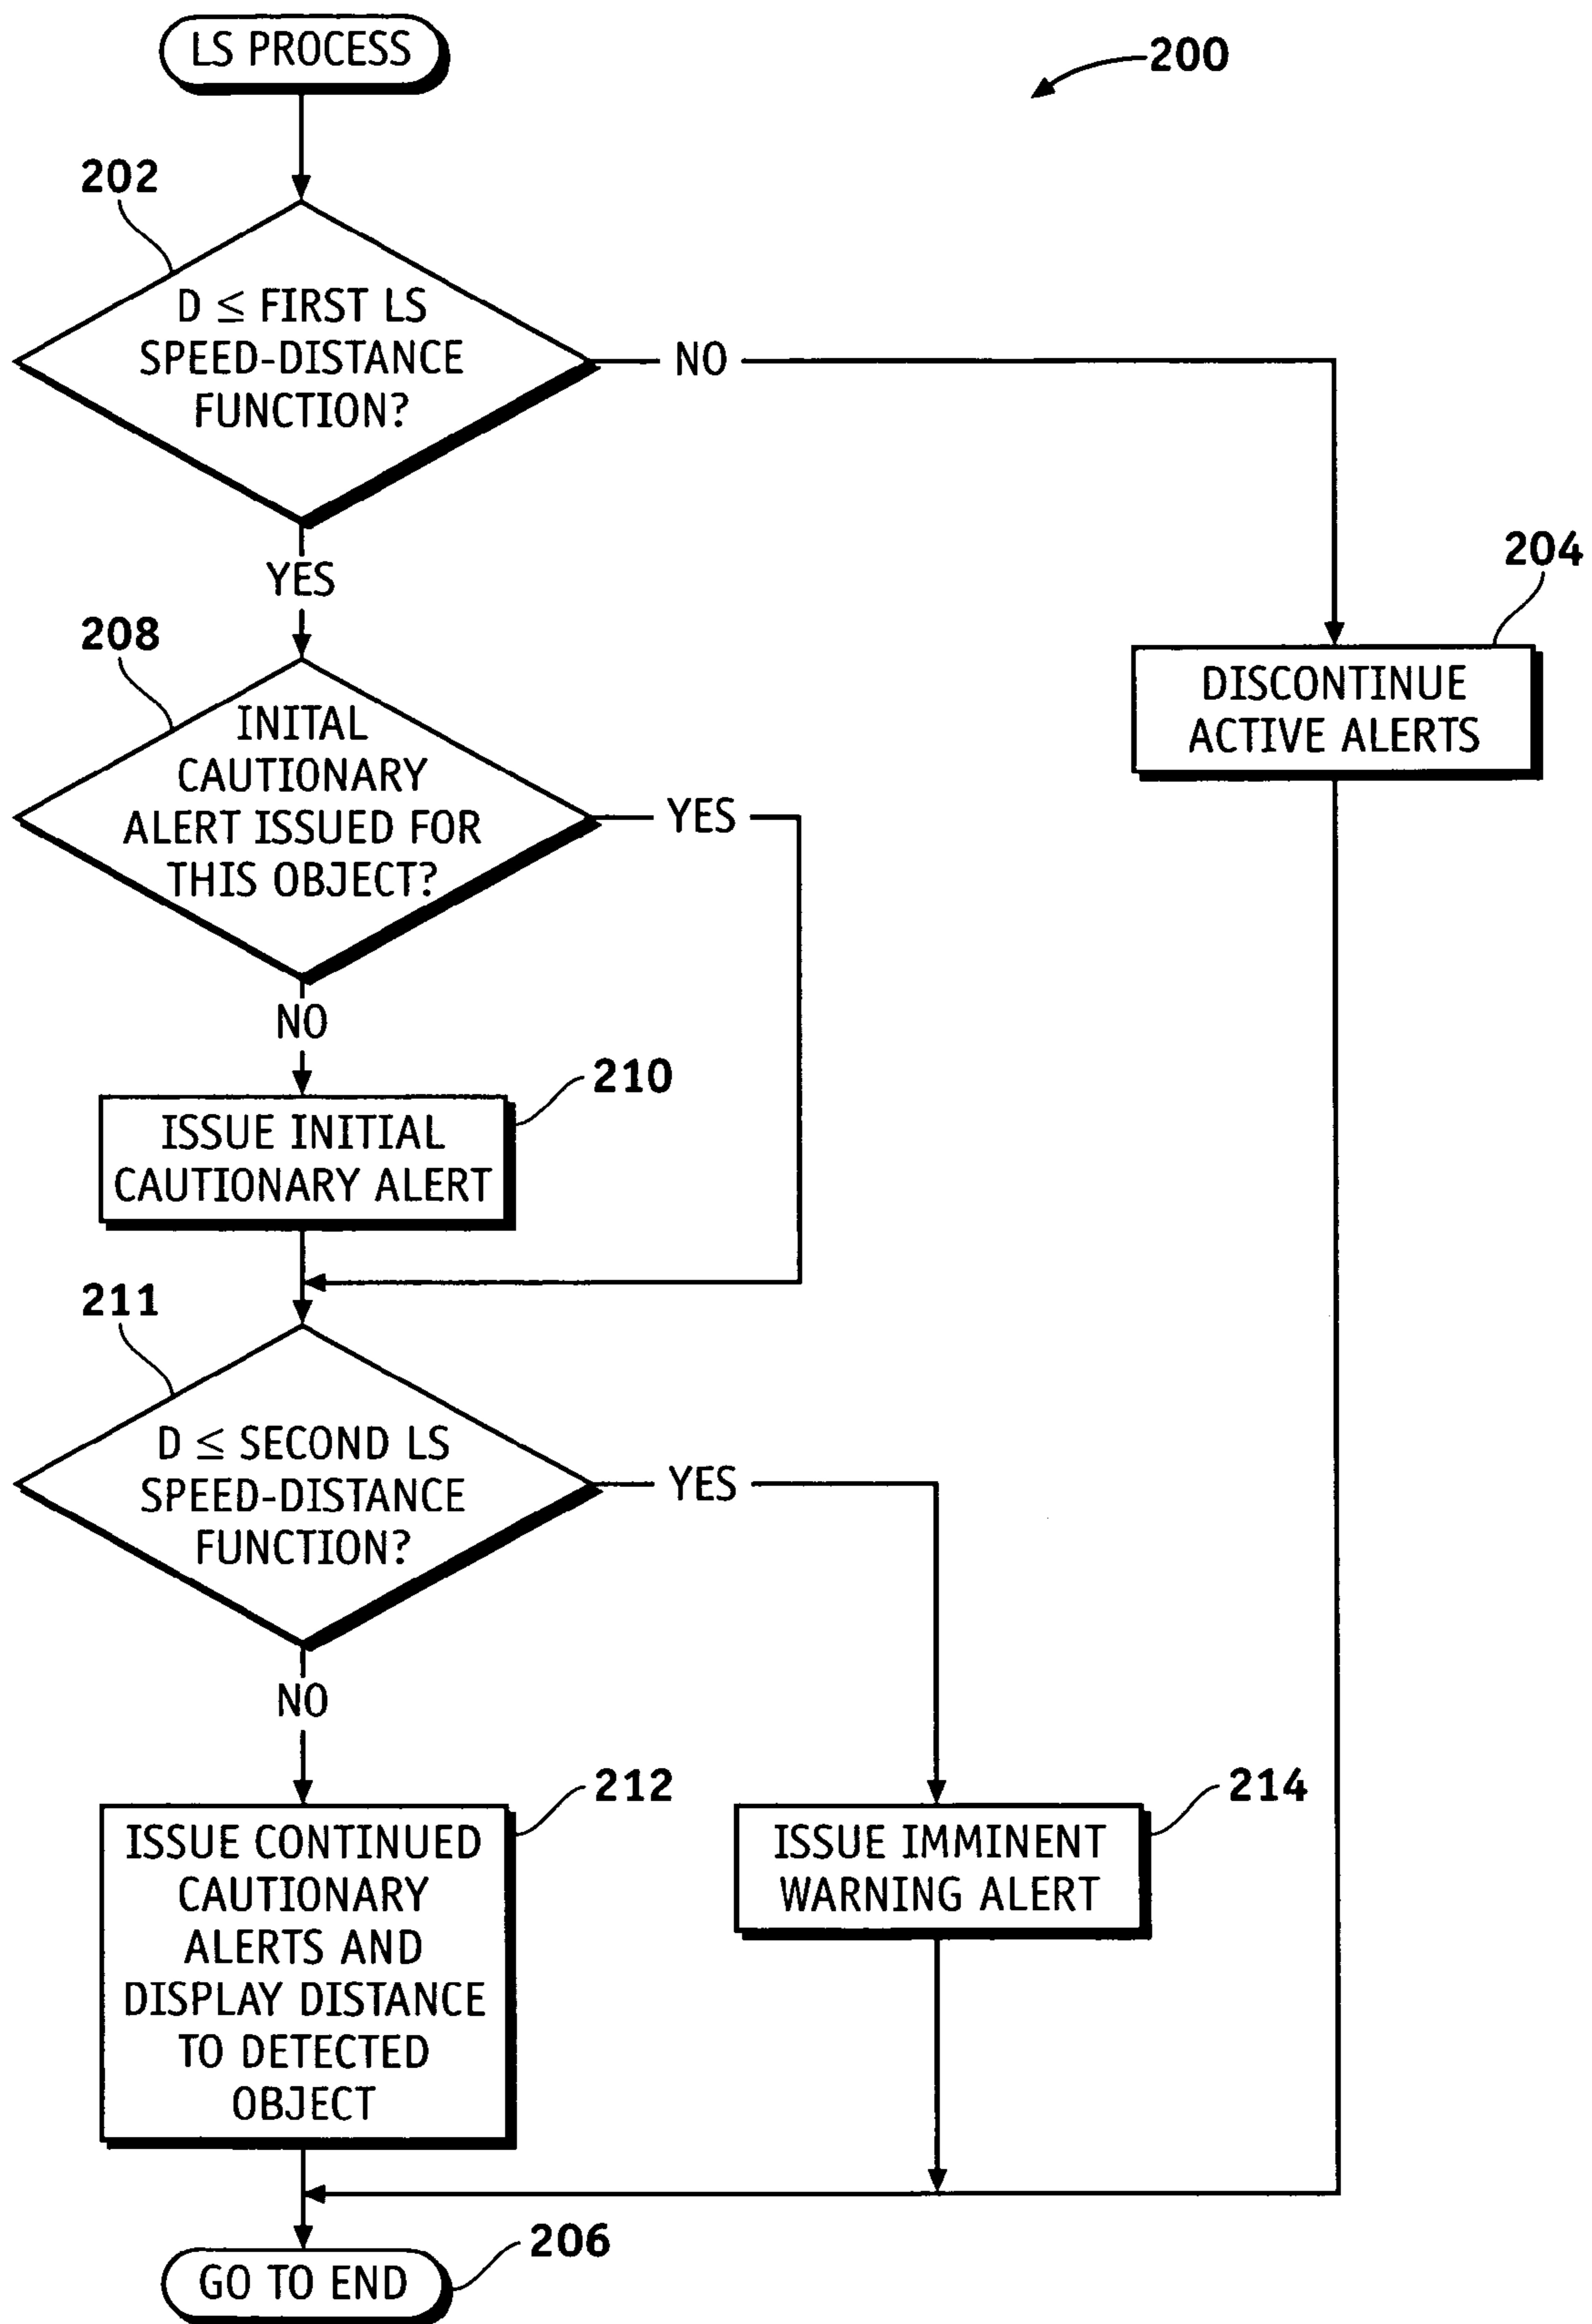 LS PROCESS
200
202
D ≤ FIRST LS
SPEED-DISTANCE
FUNCTION?
NO
YES
204
DISCONTINUE
ACTIVE ALERTS
208
INITAL
CAUTIONARY
ALERT ISSUED FOR
THIS OBJECT?
YES
NO
210
ISSUE INITIAL
CAUTIONARY ALERT
211
D ≤ SECOND LS
SPEED-DISTANCE
FUNCTION?
YES
NO
212
ISSUE CONTINUED
CAUTIONARY
ALERTS AND
DISPLAY DISTANCE
TO DETECTED
OBJECT
214
ISSUE IMMINENT
WARNING ALERT
206
GO TO END